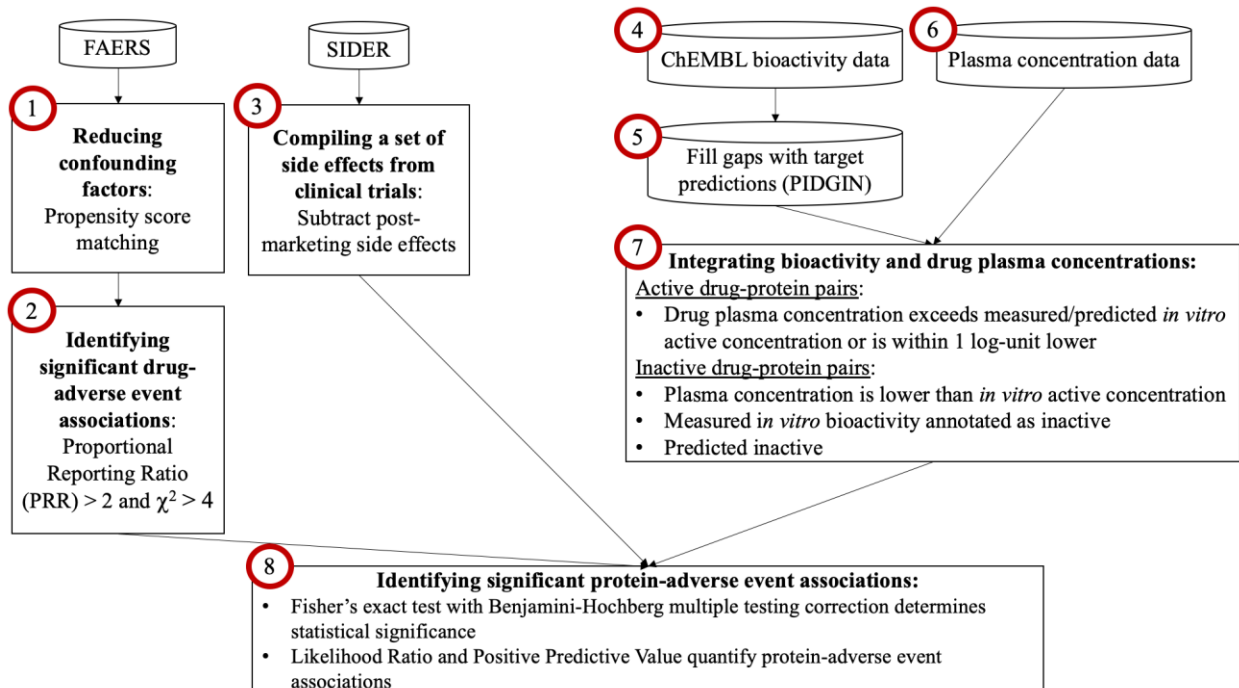 FAERS
SIDER
4
ChEMBL bioactivity data
6
Plasma concentration data
1
Reducing
confounding
factors:
Propensity score
matching
3
Compiling a set of
side effects from
clinical trials:
Subtract post-
marketing side effects
5
Fill gaps with target
predictions (PIDGIN)
2
Identifying
significant drug-
adverse event
associations:
Proportional
Reporting Ratio
(PRR) > 2 and χ² > 4
7
Integrating bioactivity and drug plasma concentrations:
Active drug-protein pairs:
• Drug plasma concentration exceeds measured/predicted in vitro
active concentration or is within 1 log-unit lower
Inactive drug-protein pairs:
• Plasma concentration is lower than in vitro active concentration
• Measured in vitro bioactivity annotated as inactive
• Predicted inactive
8
Identifying significant protein-adverse event associations:
• Fisher's exact test with Benjamini-Hochberg multiple testing correction determines
statistical significance
• Likelihood Ratio and Positive Predictive Value quantify protein-adverse event
associations